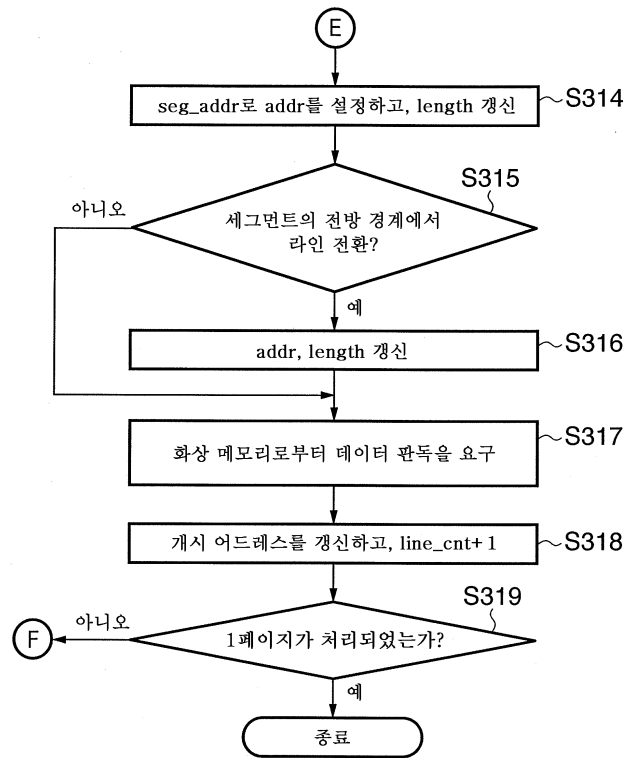 E
seg_addr로 addr를 설정하고, length 갱신
S314
S315
아니오
세그먼트의 전방 경계에서
라인 전환?
예
addr, length 갱신
S316
화상 메모리로부터 데이터 판독을 요구
S317
개시 어드레스를 갱신하고, line_cnt+1
S318
S319
F
아니오
1페이지가 처리되었는가?
예
종료